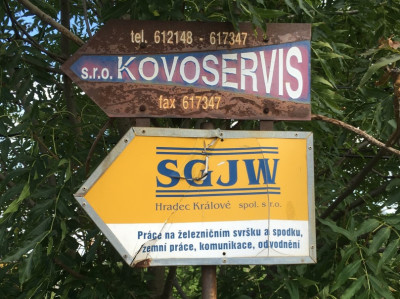 tel. 612148 - 617347
s.r.o. KOVOSERVIS
fax 617347
SGJW
Hradec Králové spol. s.r.o.
Práce na železničním svršku a spodku,
zemní práce, komunikace, odvodnění